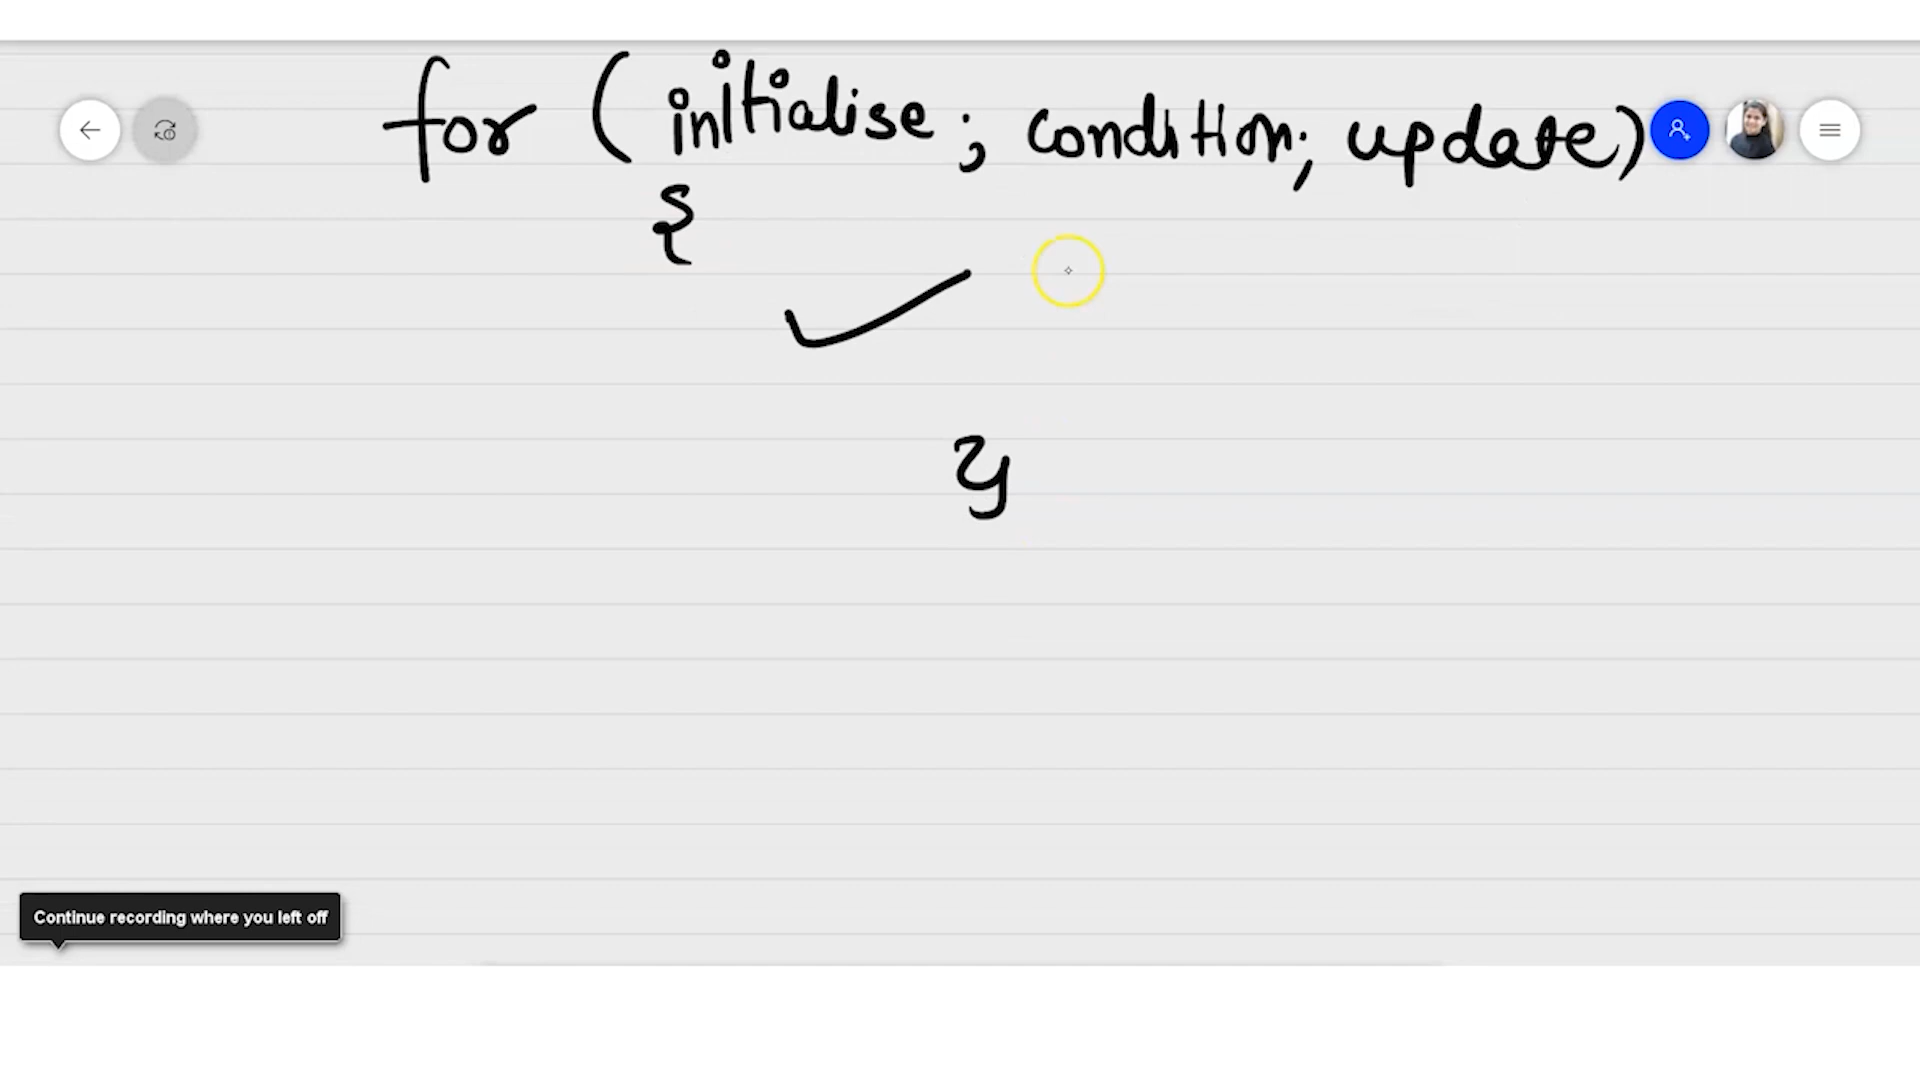 for (initialise; condition; update)
{
}
Continue recording where you left off